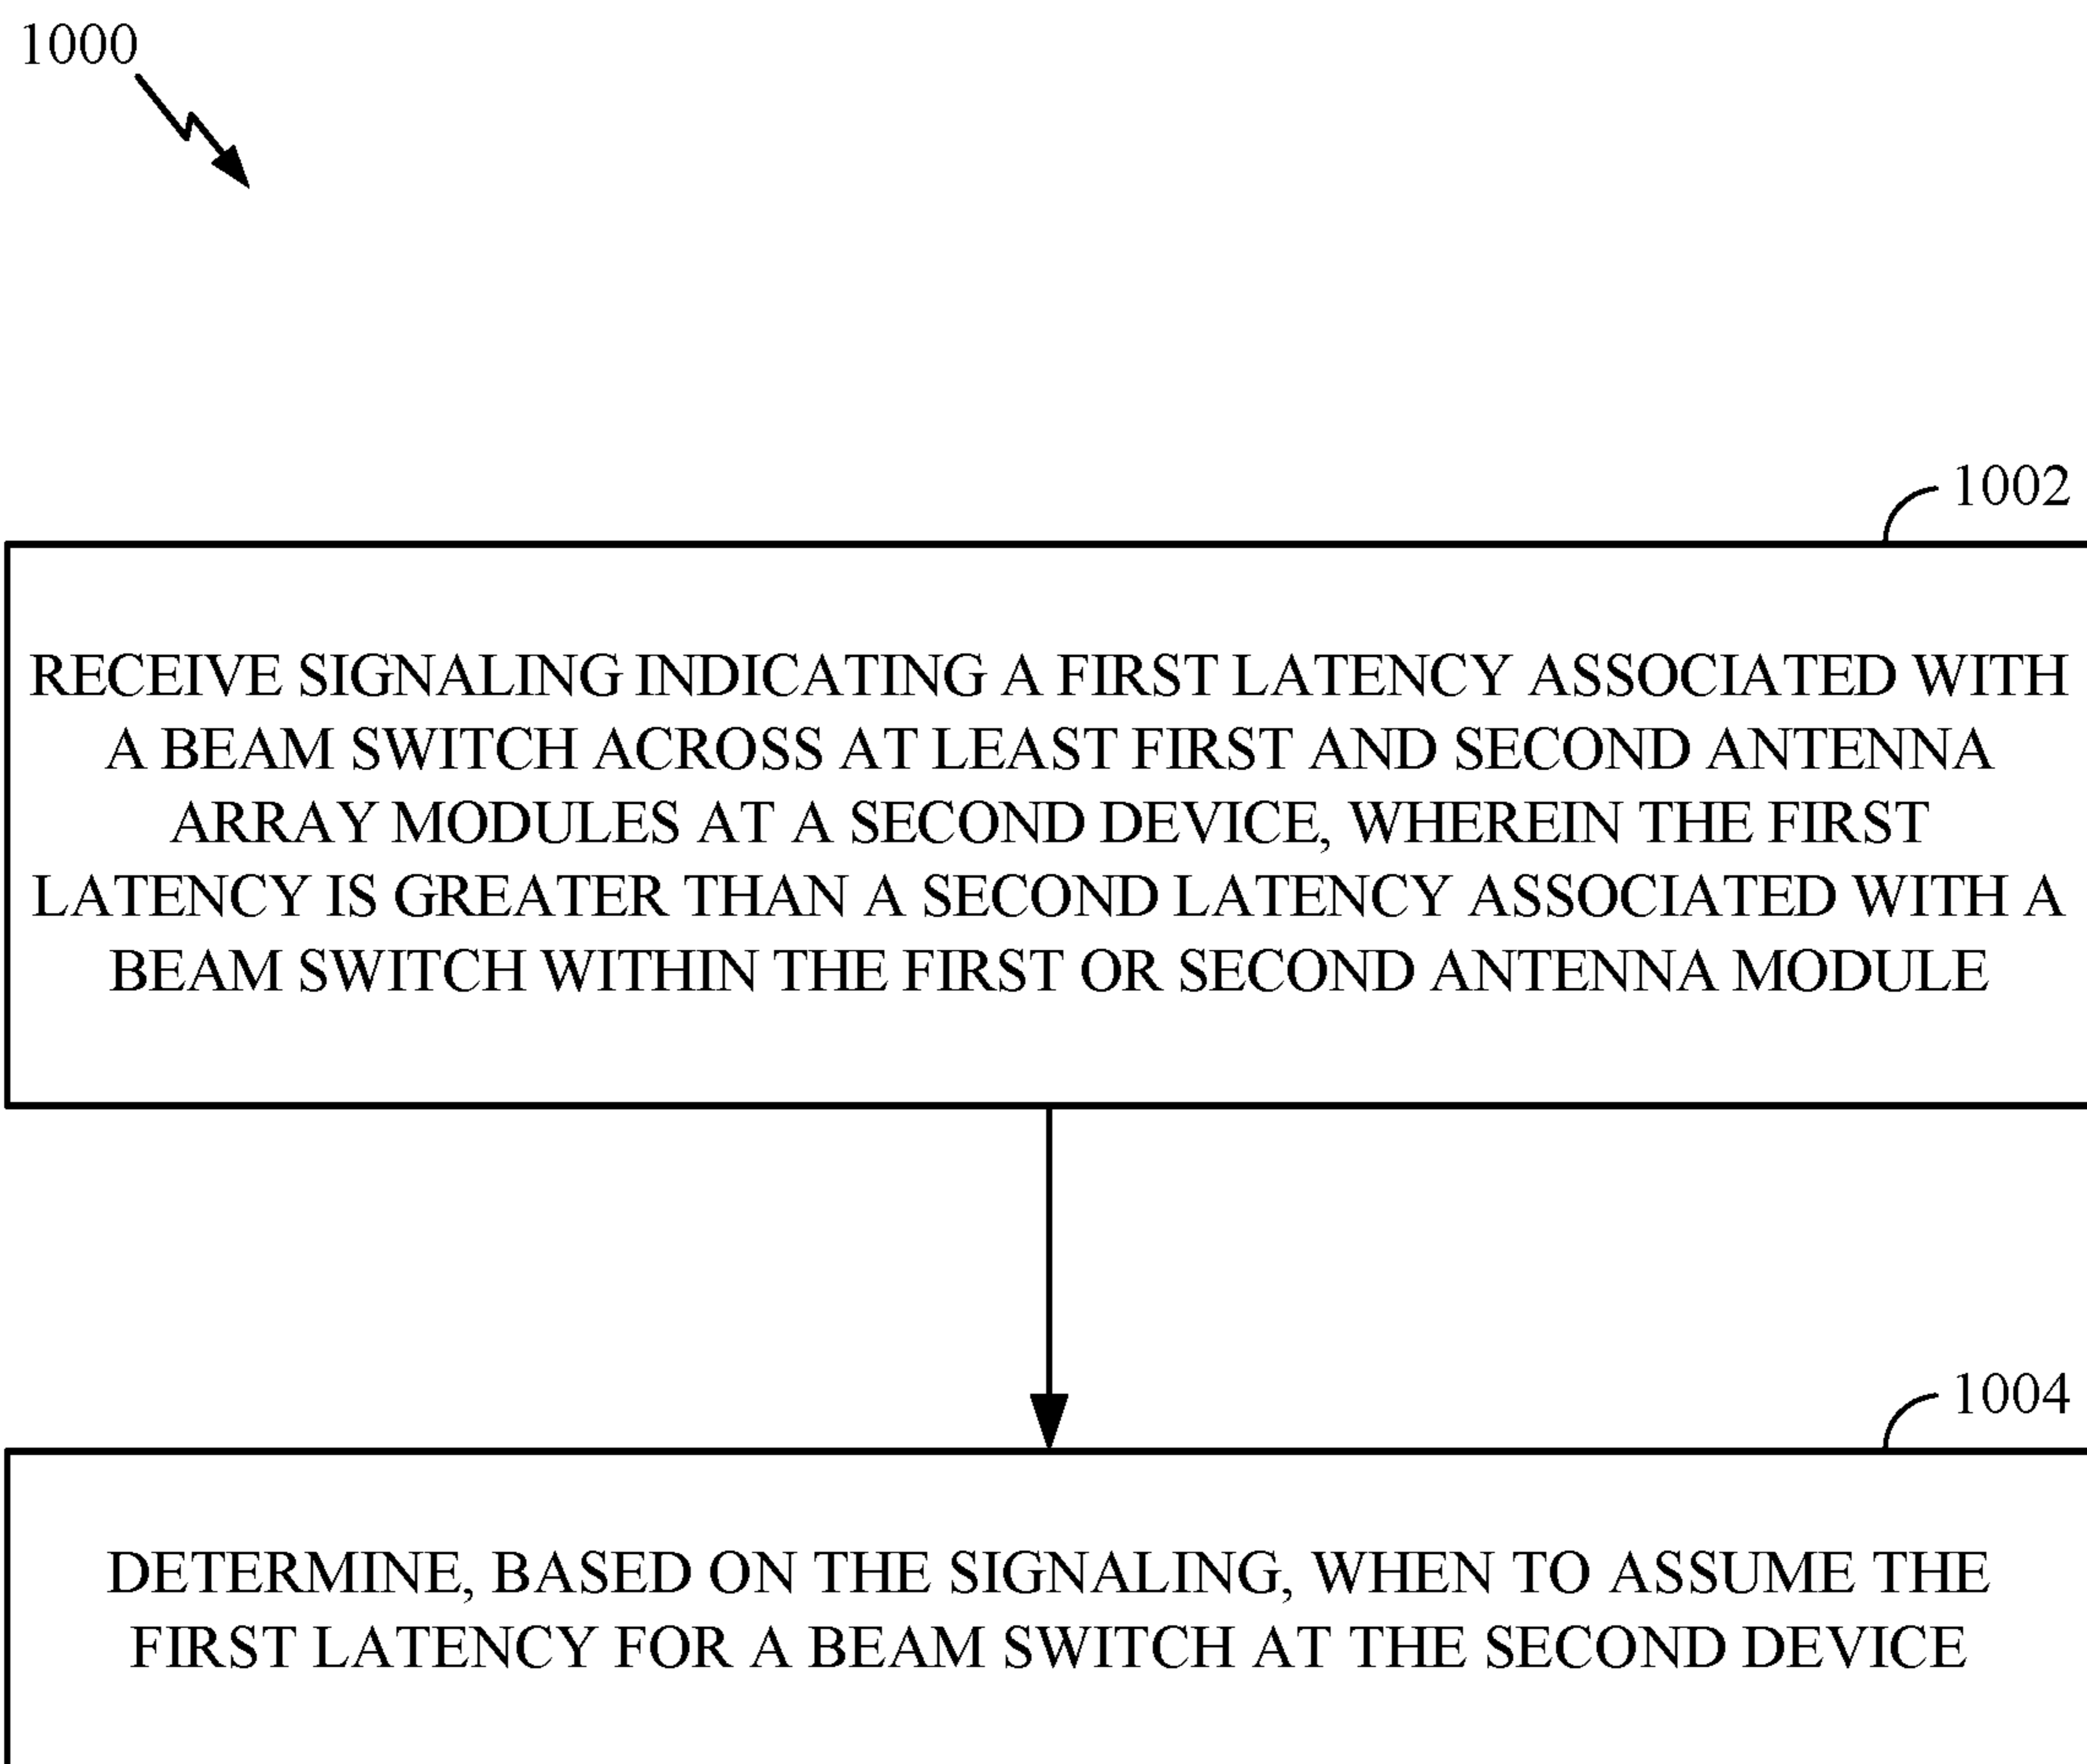 1000
1002
RECEIVE SIGNALING INDICATING A FIRST LATENCY ASSOCIATED WITH
A BEAM SWITCH ACROSS AT LEAST FIRST AND SECOND ANTENNA
ARRAY MODULES AT A SECOND DEVICE, WHEREIN THE FIRST
LATENCY IS GREATER THAN A SECOND LATENCY ASSOCIATED WITH A
BEAM SWITCH WITHIN THE FIRST OR SECOND ANTENNA MODULE
1004
DETERMINE, BASED ON THE SIGNALING, WHEN TO ASSUME THE
FIRST LATENCY FOR A BEAM SWITCH AT THE SECOND DEVICE